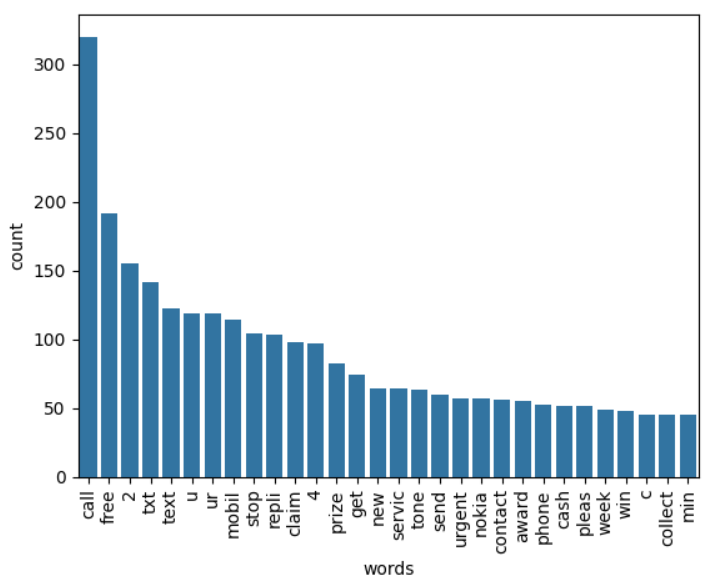 300
250
200
150
100
50
0
count
call
free
2
txt
text
u
ur
mobil
stop
repli
claim
4
prize
get
new
servic
tone
send
urgent
nokia
contact
award
phone
cash
pleas
week
win
c
collect
min
words